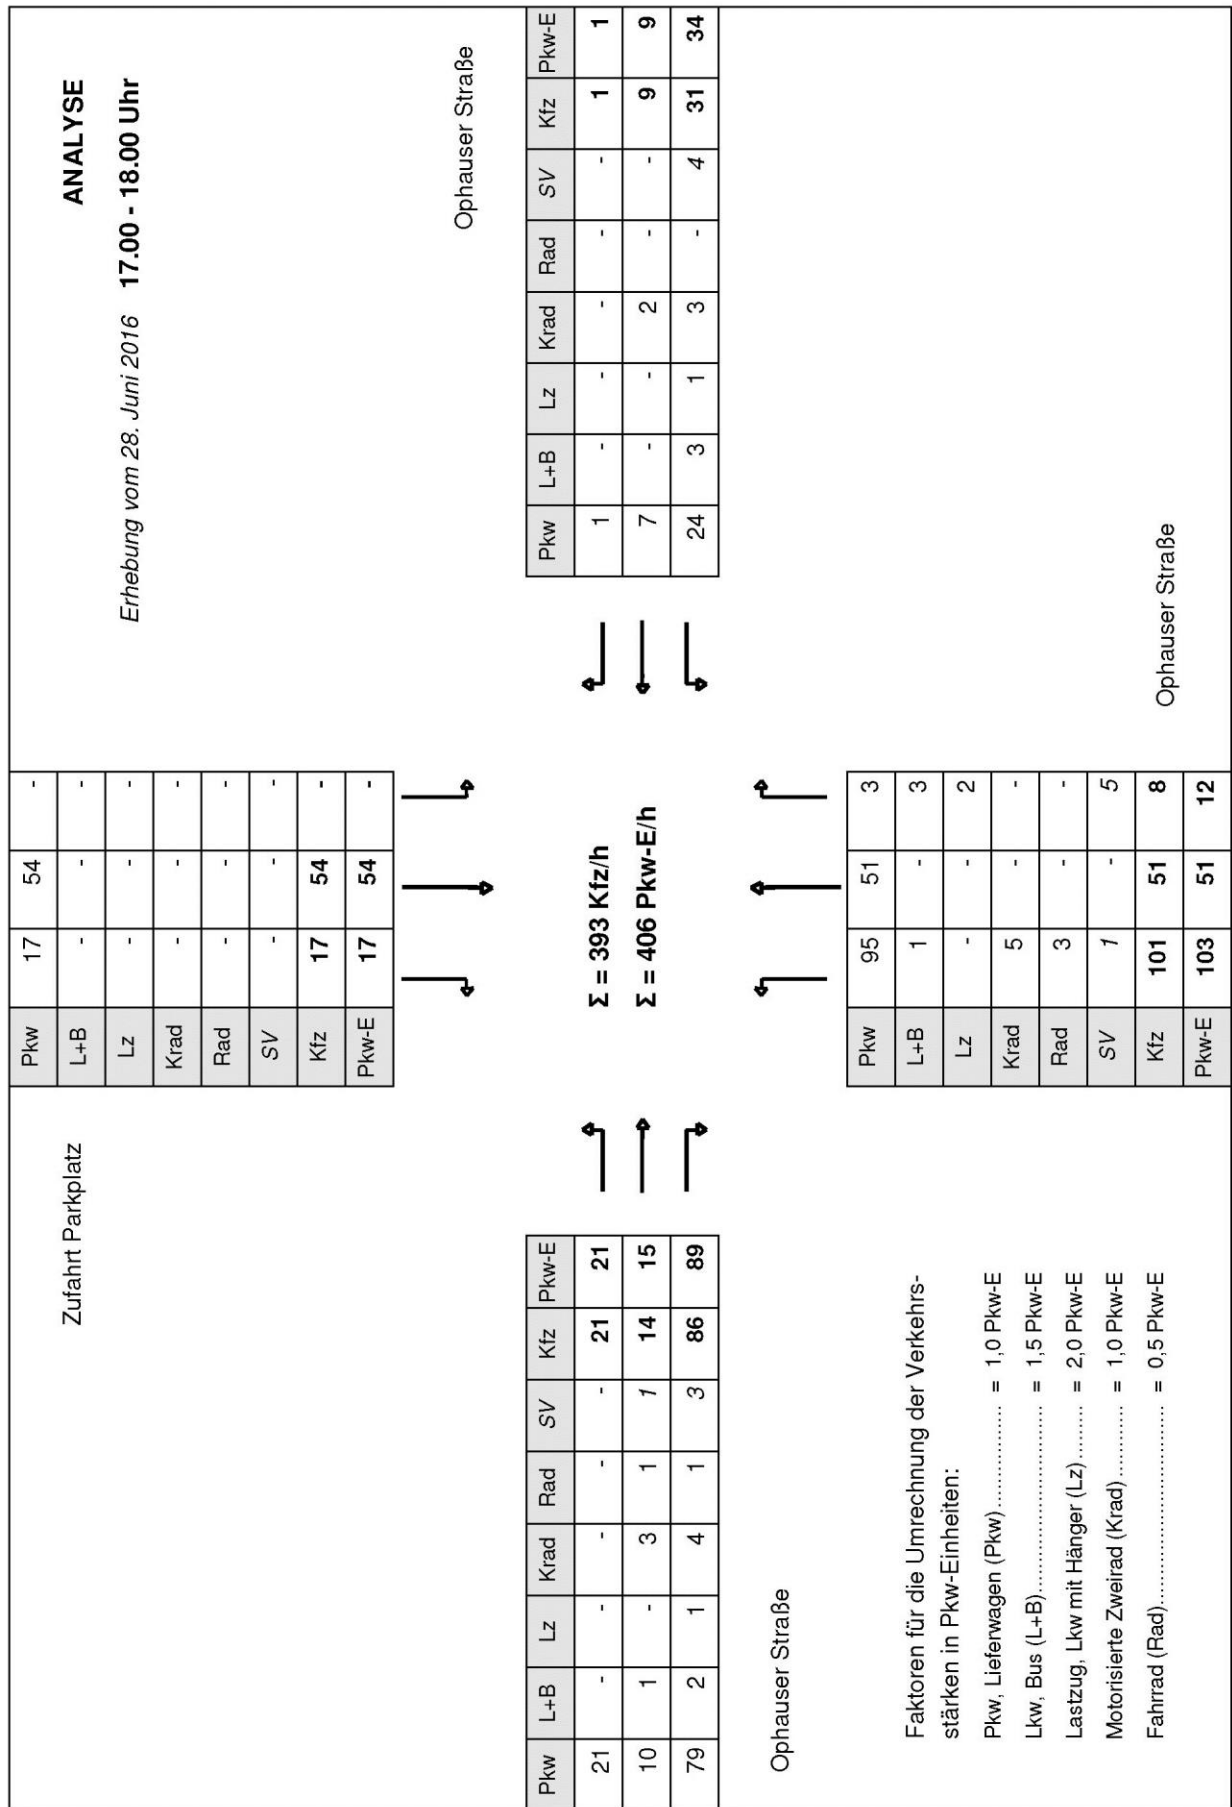 Zufahrt Parkplatz
Pkw 17 54 -
L+B - - -
Lz - - -
Krad - - -
Rad - - -
SV - - -
Kfz 17 54 -
Pkw-E 17 54 -
ANALYSE
Erhebung vom 28. Juni 2016 17.00 - 18.00 Uhr
Ophauser Straße
Pkw L+B Lz Krad Rad SV Kfz Pkw-E
21 - - - - - 21 21
10 1 - 3 1 1 14 15
79 2 1 4 1 3 86 89
Σ = 393 Kfz/h
Σ = 406 Pkw-E/h
Pkw L+B Lz Krad Rad SV Kfz Pkw-E
1 - - - - - 1 1
7 - - 2 - - 9 9
24 3 1 3 - 4 31 34
Ophauser Straße
Faktoren für die Umrechnung der Verkehrs-
stärken in Pkw-Einheiten:
Pkw, Lieferwagen (Pkw) .................. = 1,0 Pkw-E
Lkw, Bus (L+B)................................ = 1,5 Pkw-E
Lastzug, Lkw mit Hänger (Lz).......... = 2,0 Pkw-E
Motorisierte Zweirad (Krad)............. = 1,0 Pkw-E
Fahrrad (Rad)................................... = 0,5 Pkw-E
Pkw 95 51 3
L+B 1 - 3
Lz - - 2
Krad 5 - -
Rad 3 - -
SV 1 - 5
Kfz 101 51 8
Pkw-E 103 51 12
Ophauser Straße